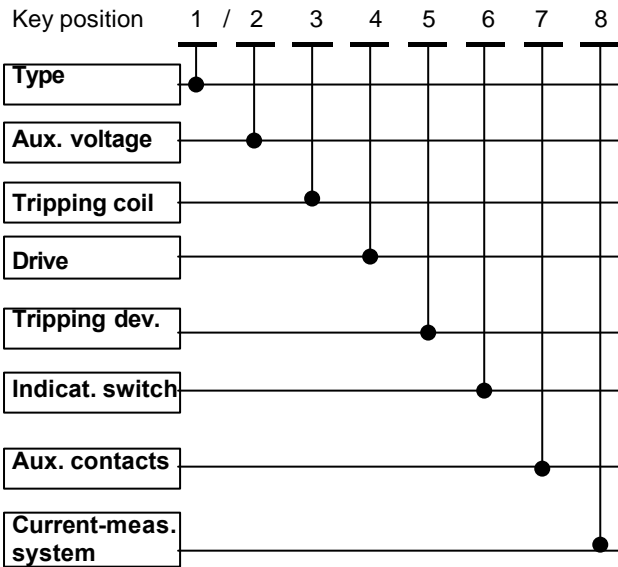 Key position 1 / 2 3 4 5 6 7 8
Type
Aux. voltage
Tripping coil
Drive
Tripping dev.
Indicat. switch
Aux. contacts
Current-meas.
system